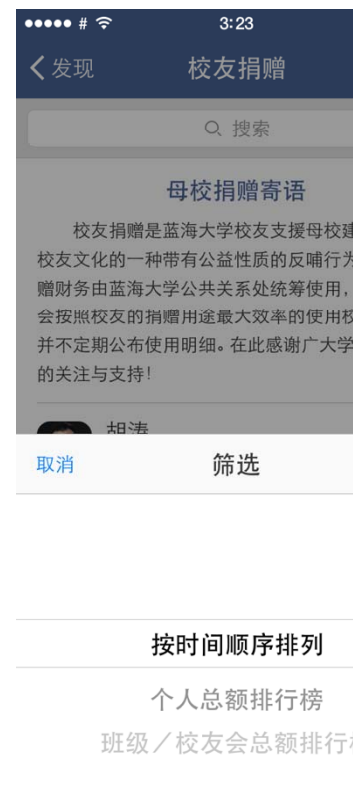 ●●●●● #
3:23
发现
校友捐赠
搜索
母校捐赠寄语
校友捐赠是蓝海大学校友支援母校建
校友文化的一种带有公益性质的反哺行为
赠财务由蓝海大学公共关系处统筹使用，
会按照校友的捐赠用途最大效率的使用校
并不定期公布使用明细。在此感谢广大学
的关注与支持！
胡涛
取消
筛选
按时间顺序排列
个人总额排行榜
班级／校友会总额排行榜